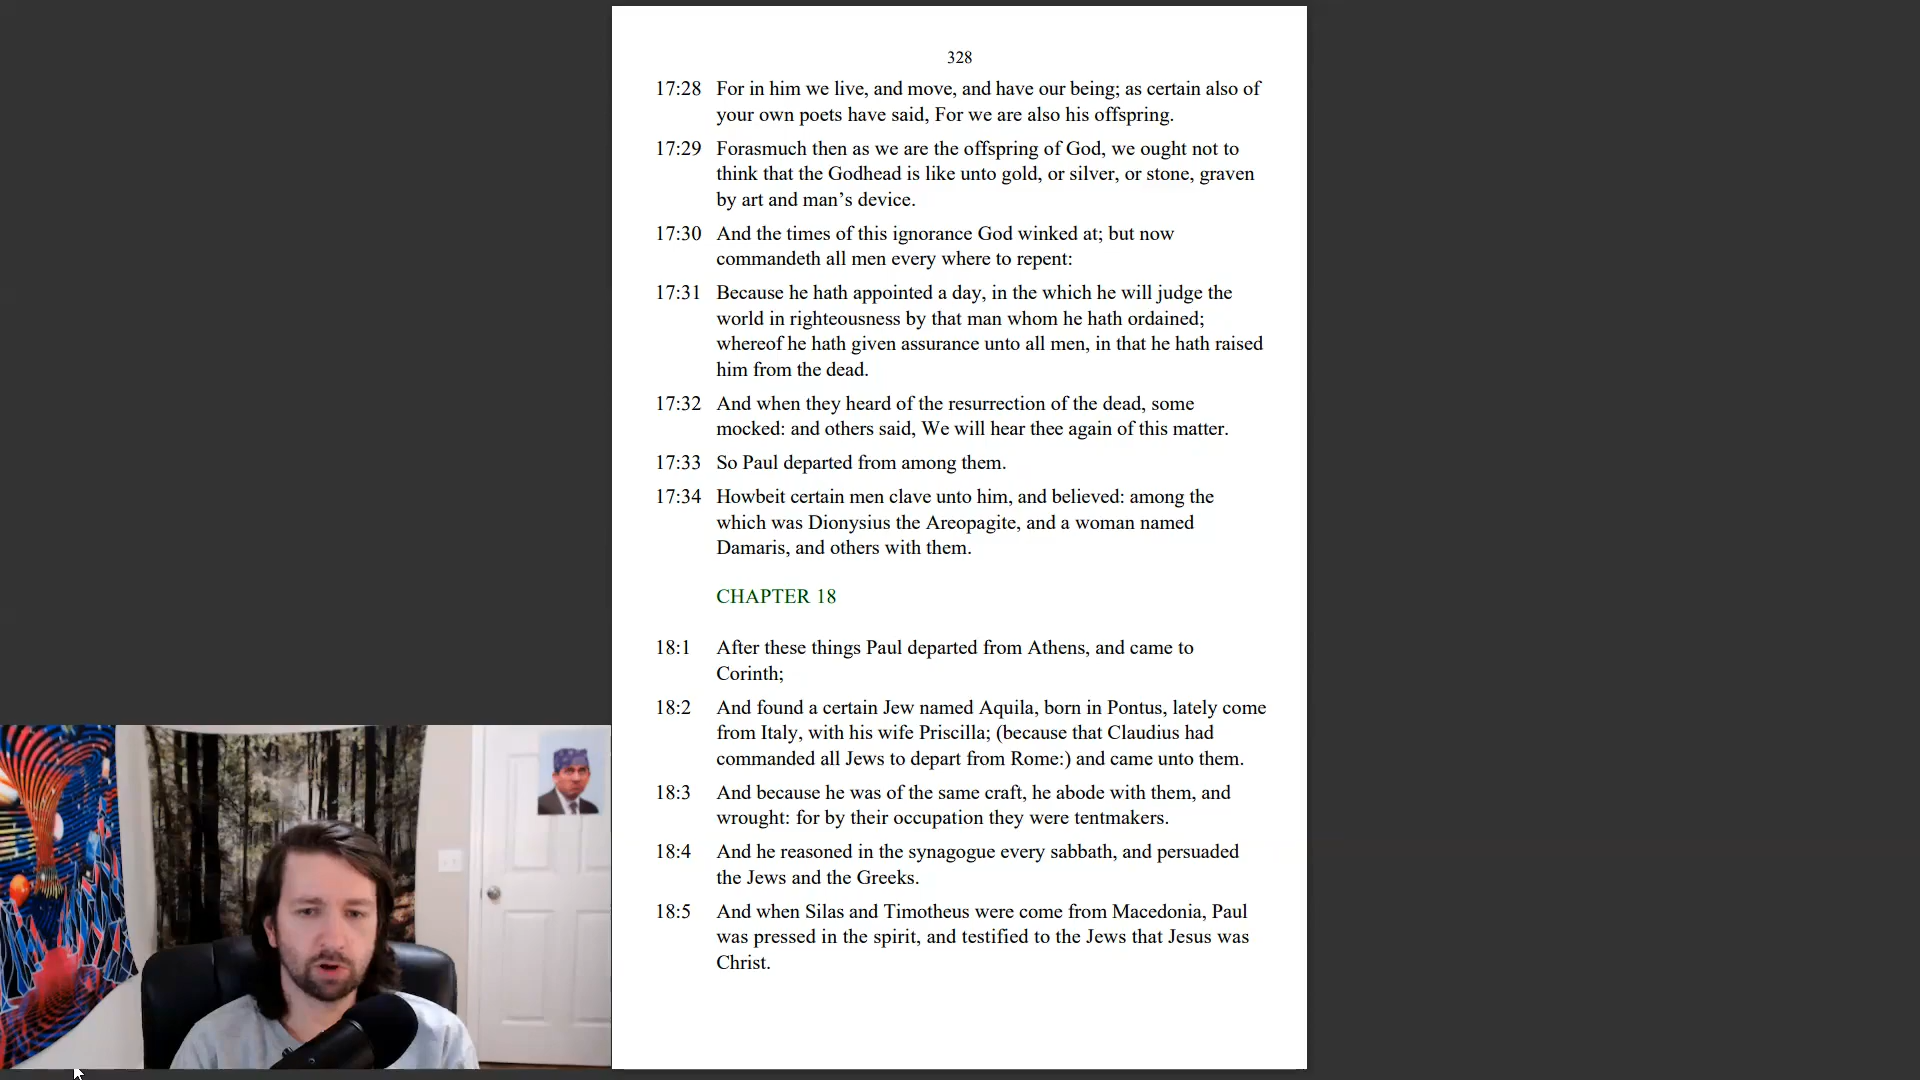 328
17:28 For in him we live, and move, and have our being; as certain also of
your own poets have said, For we are also his offspring.
17:29 Forasmuch then as we are the offspring of God, we ought not to
think that the Godhead is like unto gold, or silver, or stone, graven
by art and man’s device.
17:30 And the times of this ignorance God winked at; but now
commandeth all men every where to repent:
17:31 Because he hath appointed a day, in the which he will judge the
world in righteousness by that man whom he hath ordained;
whereof he hath given assurance unto all men, in that he hath raised
him from the dead.
17:32 And when they heard of the resurrection of the dead, some
mocked: and others said, We will hear thee again of this matter.
17:33 So Paul departed from among them.
17:34 Howbeit certain men clave unto him, and believed: among the
which was Dionysius the Areopagite, and a woman named
Damaris, and others with them.
CHAPTER 18
18:1 After these things Paul departed from Athens, and came to
Corinth;
18:2 And found a certain Jew named Aquila, born in Pontus, lately come
from Italy, with his wife Priscilla; (because that Claudius had
commanded all Jews to depart from Rome:) and came unto them.
18:3 And because he was of the same craft, he abode with them, and
wrought: for by their occupation they were tentmakers.
18:4 And he reasoned in the synagogue every sabbath, and persuaded
the Jews and the Greeks.
18:5 And when Silas and Timotheus were come from Macedonia, Paul
was pressed in the spirit, and testified to the Jews that Jesus was
Christ.